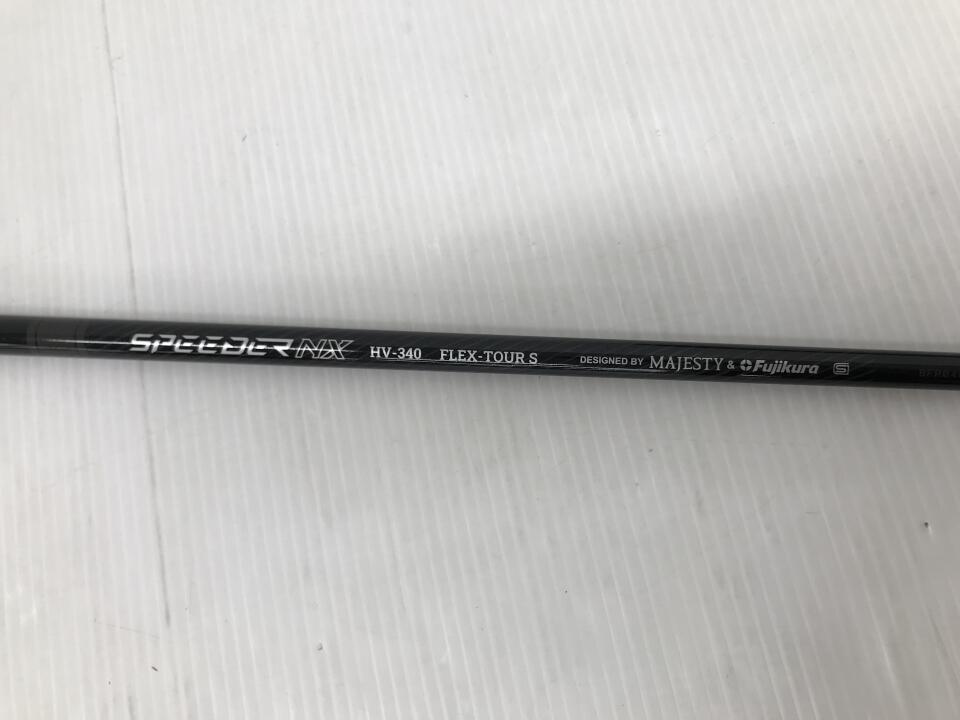 SPEEDER NX HV-340 FLEX-TOUR S DESIGNED BY MAJESTY & Fujikura S